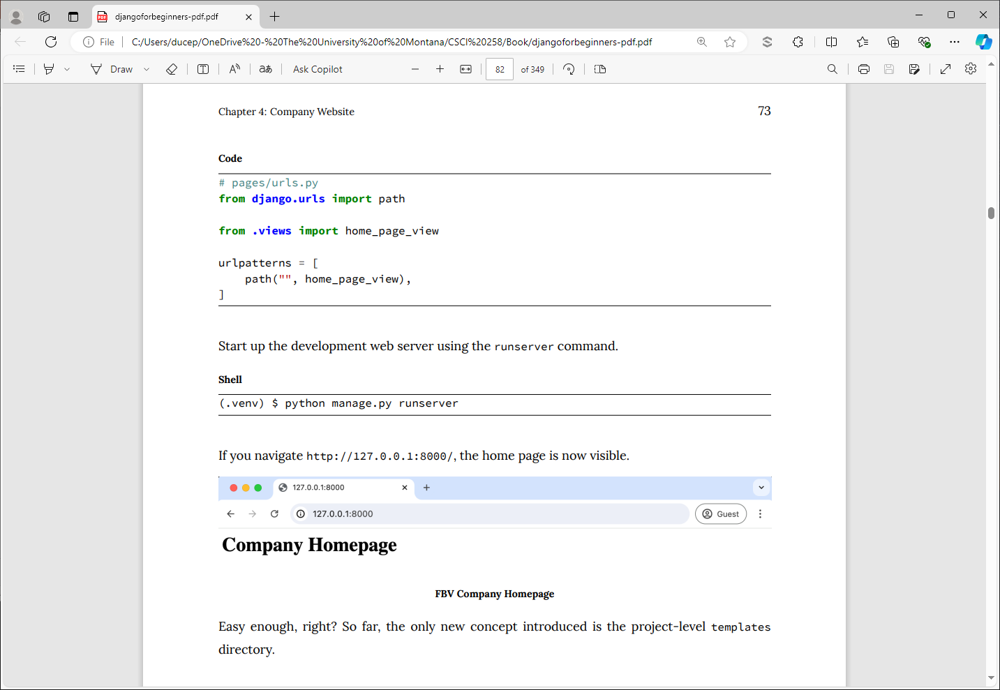 djangoforbeginners-pdf.pdf
File
C:/Users/ducep/OneDrive%20-%20The%20University%20of%20Montana/CSCI%20258/Book/djangoforbeginners-pdf.pdf
Draw
Ask Copilot
82 of 349
Chapter 4: Company Website 73
Code
# pages/urls.py
from django.urls import path
from .views import home_page_view
urlpatterns = [
path("", home_page_view),
]
Start up the development web server using the runserver command.
Shell
(.venv) $ python manage.py runserver
If you navigate http://127.0.0.1:8000/, the home page is now visible.
127.0.0.1:8000
127.0.0.1:8000 Guest
Company Homepage
FBV Company Homepage
Easy enough, right? So far, the only new concept introduced is the project-level templates
directory.